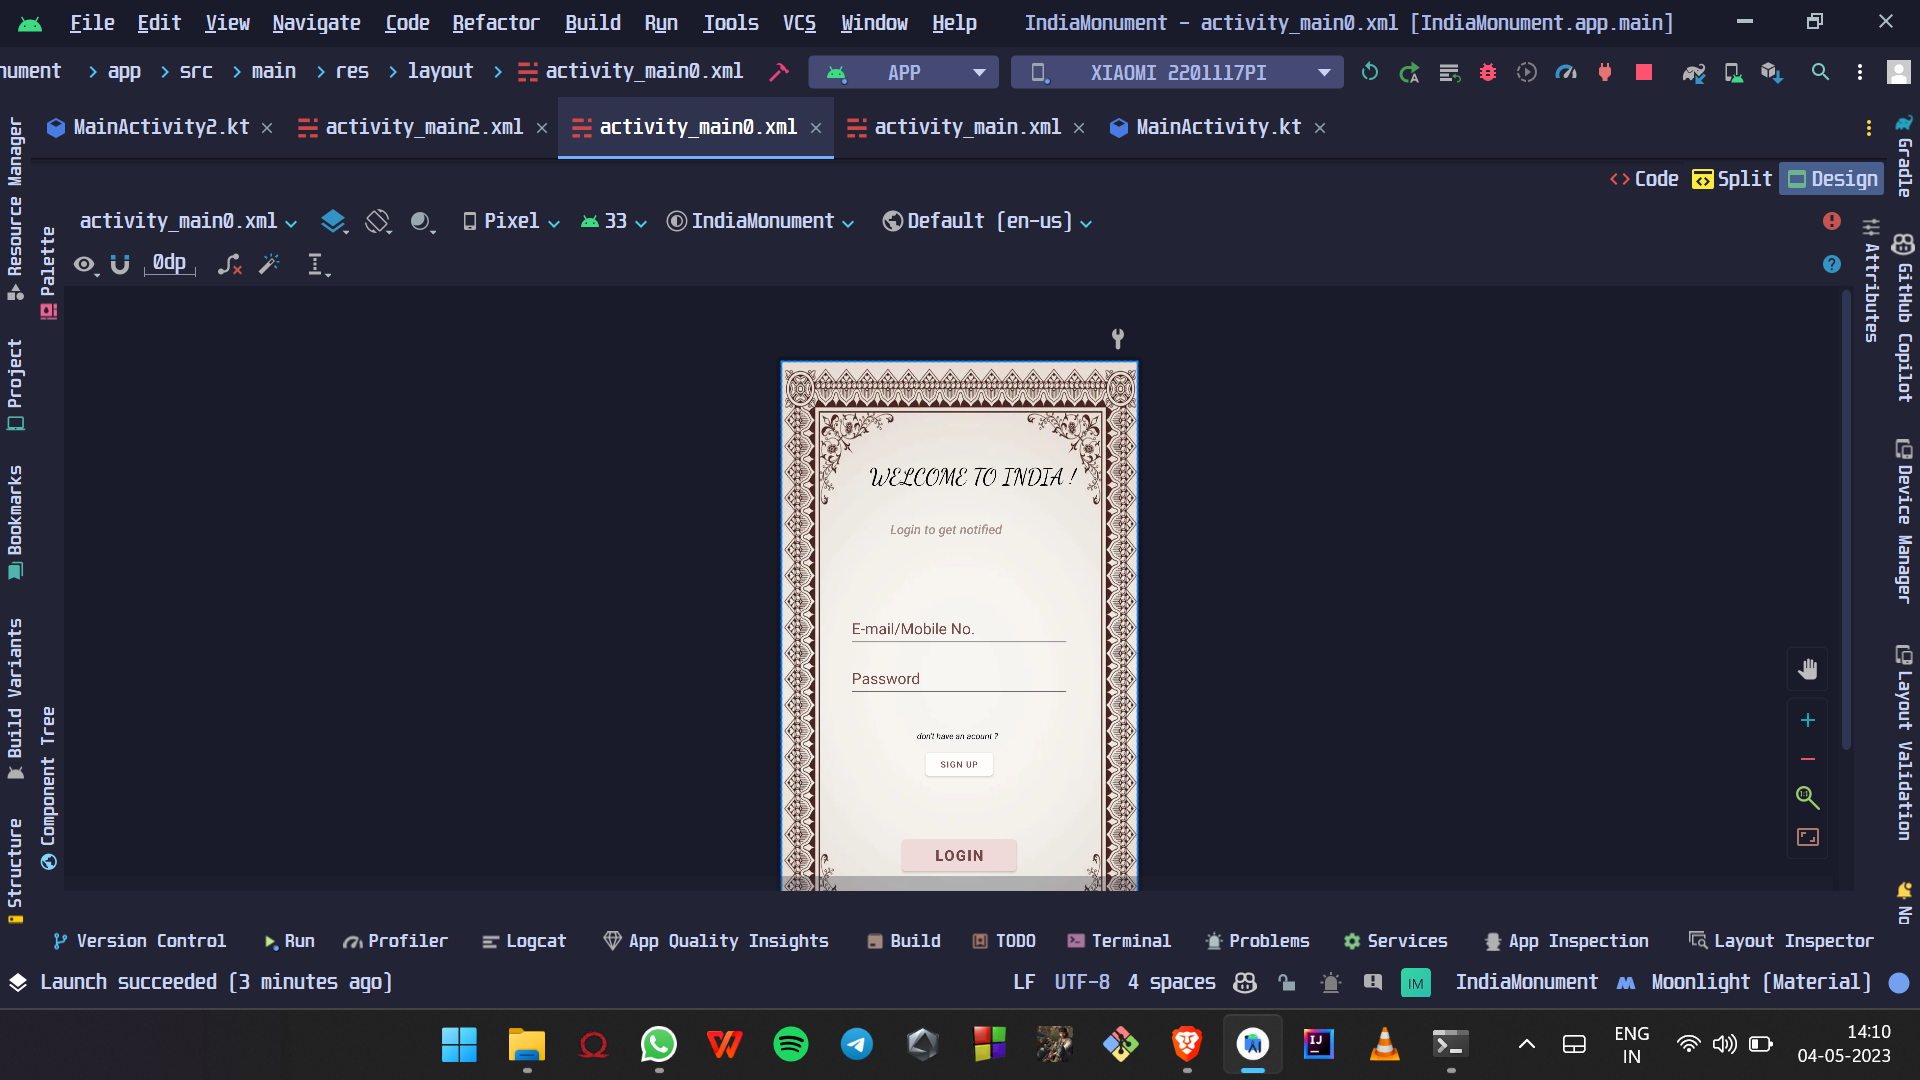 File Edit View Navigate Code Refactor Build Run Tools VCS Window Help IndiaMonument - activity_main0.xml [IndiaMonument.app.main]
nument app src main res layout activity_main0.xml APP XIAOMI 2201117PI
MainActivity2.kt activity_main2.xml activity_main0.xml activity_main.xml MainActivity.kt
Code Split Design
activity_main0.xml Pixel 33 IndiaMonument Default (en-us)
0dp
Resource Manager
Project
Bookmarks
Build Variants
Structure
Palette
Component Tree
WELCOME TO INDIA !
Login to get notified
E-mail/Mobile No.
Password
don't have an acount ?
SIGN UP
LOGIN
Attributes
Gradle
GitHub Copilot
Device Manager
Layout Validation
No
1:1
Version Control Run Profiler Logcat App Quality Insights Build TODO Terminal Problems Services App Inspection Layout Inspector
Launch succeeded (3 minutes ago) LF UTF-8 4 spaces IM IndiaMonument Moonlight (Material)
IJ ENG 14:10
IN 04-05-2023